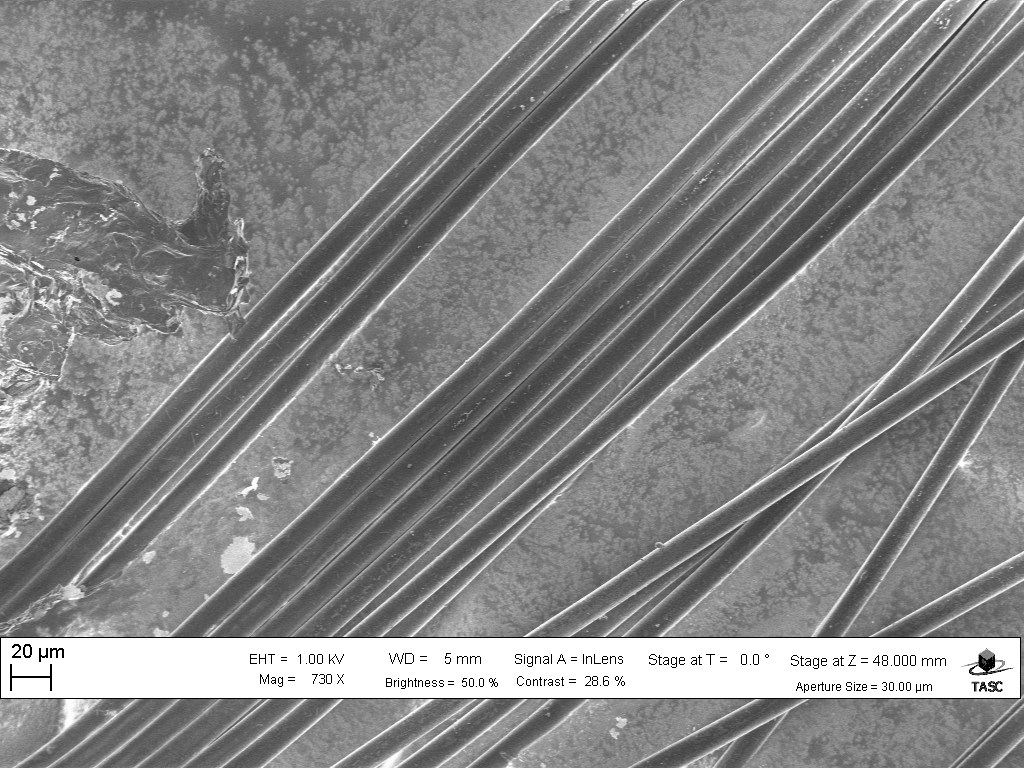 20 µm
EHT = 1.00 kV WD = 5 mm Signal A = InLens Stage at T = 0.0 ° Stage at Z = 48.000 mm
Mag = 730 X Brightness = 50.0 % Contrast = 28.6 % Aperture Size = 30.00 µm
TASC